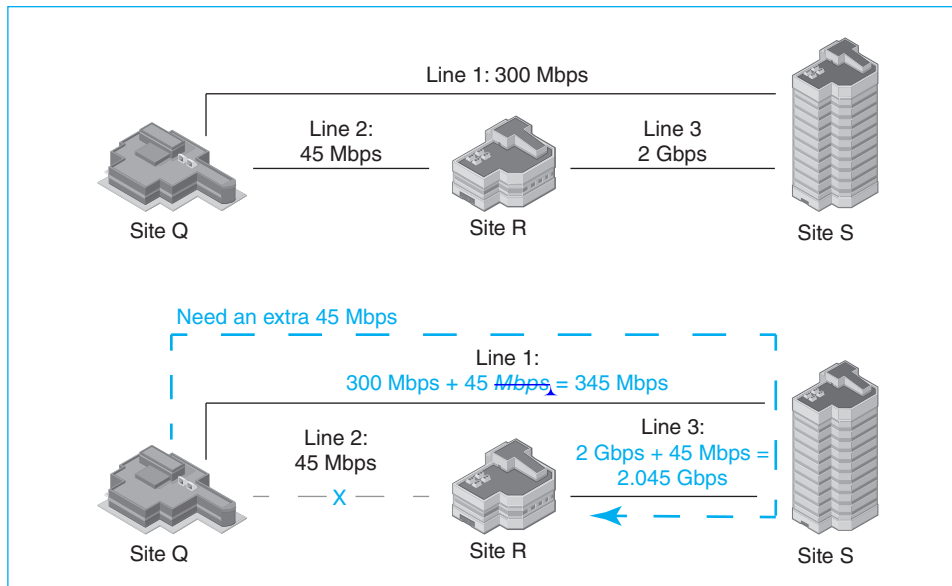 Line 1: 300 Mbps
Line 2:
45 Mbps
Line 3
2 Gbps
Site Q
Site R
Site S
Need an extra 45 Mbps
Line 1:
300 Mbps + 45 Mbps = 345 Mbps
Line 2:
45 Mbps
Line 3:
2 Gbps + 45 Mbps =
2.045 Gbps
X
Site Q
Site R
Site S